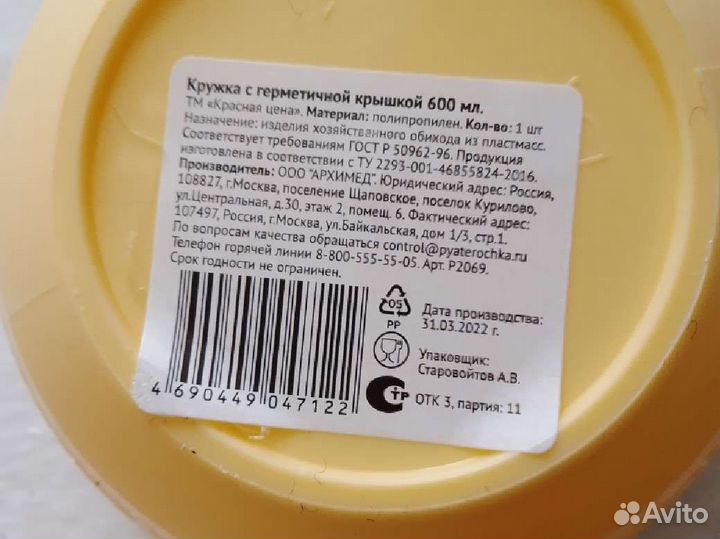 Кружка с герметичной крышкой 600 мл.
ТМ «Красная цена». Материал: полипропилен. Кол-во: 1 шт
Назначение: изделия хозяйственного обихода из пластмасс.
Соответствует требованиям ГОСТ Р 50962-96. Продукция
изготовлена в соответствии с ТУ 2293-001-46855824-2016.
Производитель: ООО "АРХИМЕД". Юридический адрес: Россия,
108827, г.Москва, поселение Щаповское, поселок Курилово,
ул.Центральная, д.30, этаж 2, помещ. 6. Фактический адрес:
107497, Россия, г.Москва, ул.Байкальская, дом 1/3, стр.1.
По вопросам качества обращаться control@pyaterochka.ru
Телефон горячей линии 8-800-555-55-05. Арт. Р2069.
Срок годности не ограничен.
05
PP
Дата производства:
31.03.2022 г.
Упаковщик:
Старовойтов А.В.
СТР
ОТК 3, партия: 11
4 690449 047122
Avito